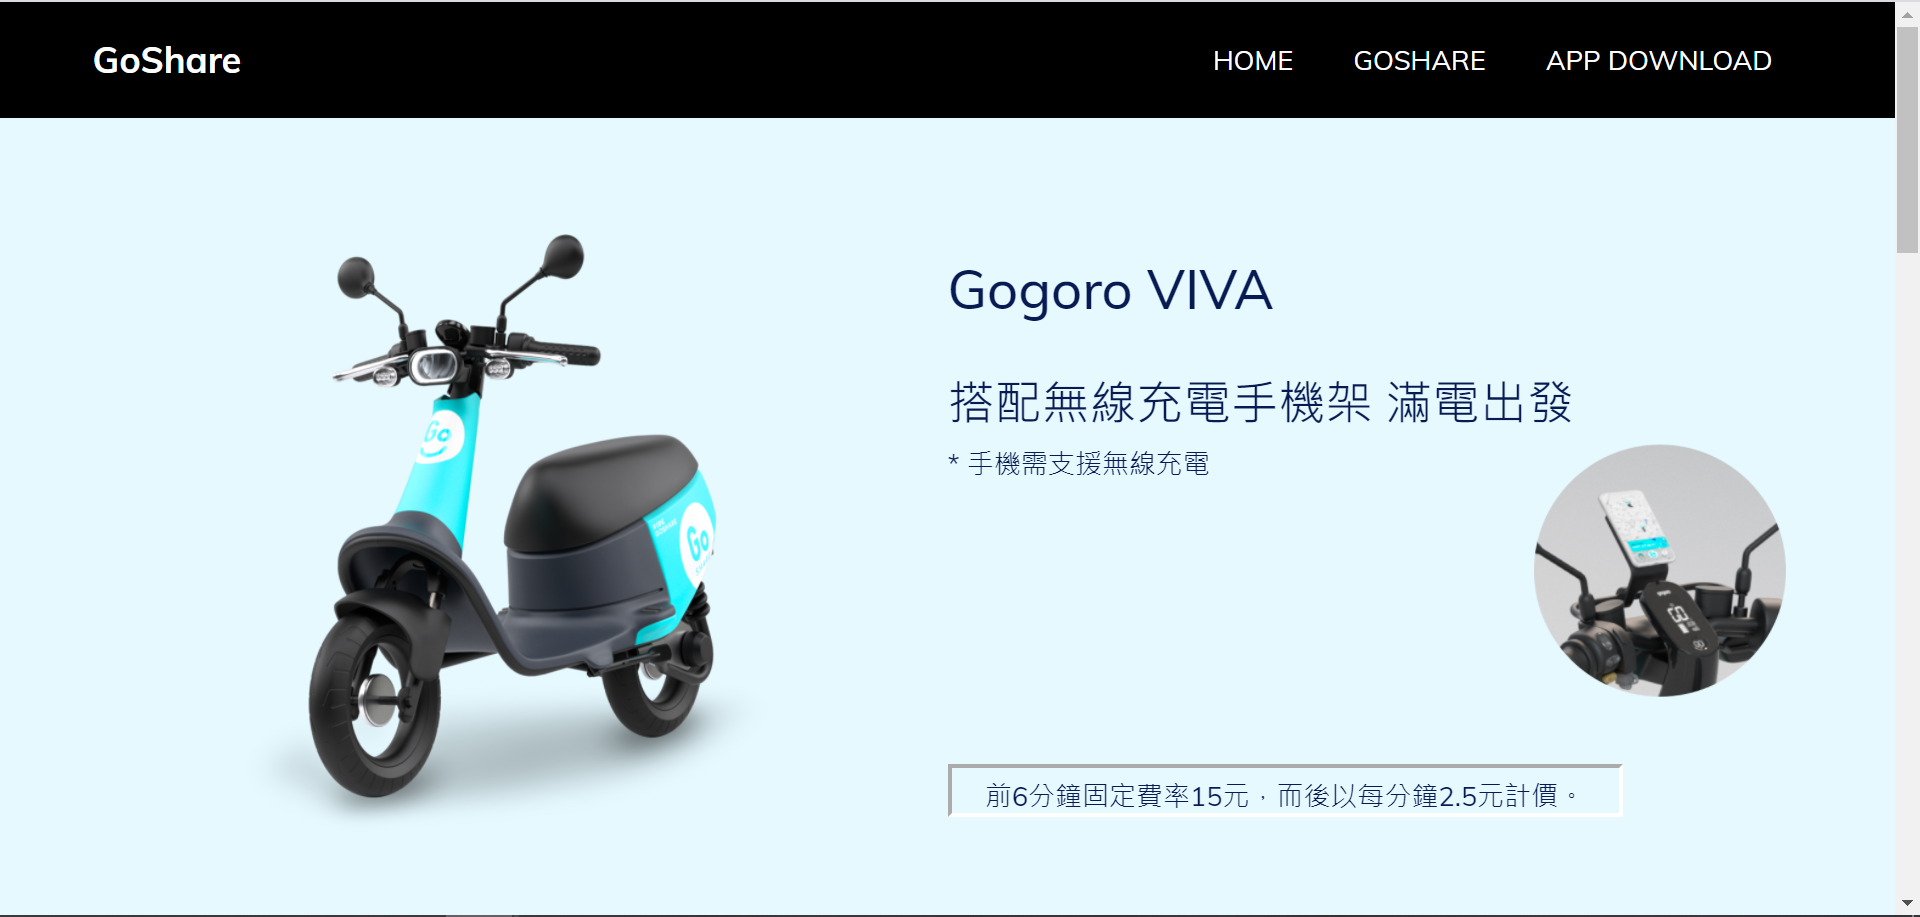 GoShare
HOME
GOSHARE
APP DOWNLOAD
Gogoro VIVA
搭配無線充電手機架 滿電出發
* 手機需支援無線充電
Go
Go
前6分鐘固定費率15元，而後以每分鐘2.5元計價。